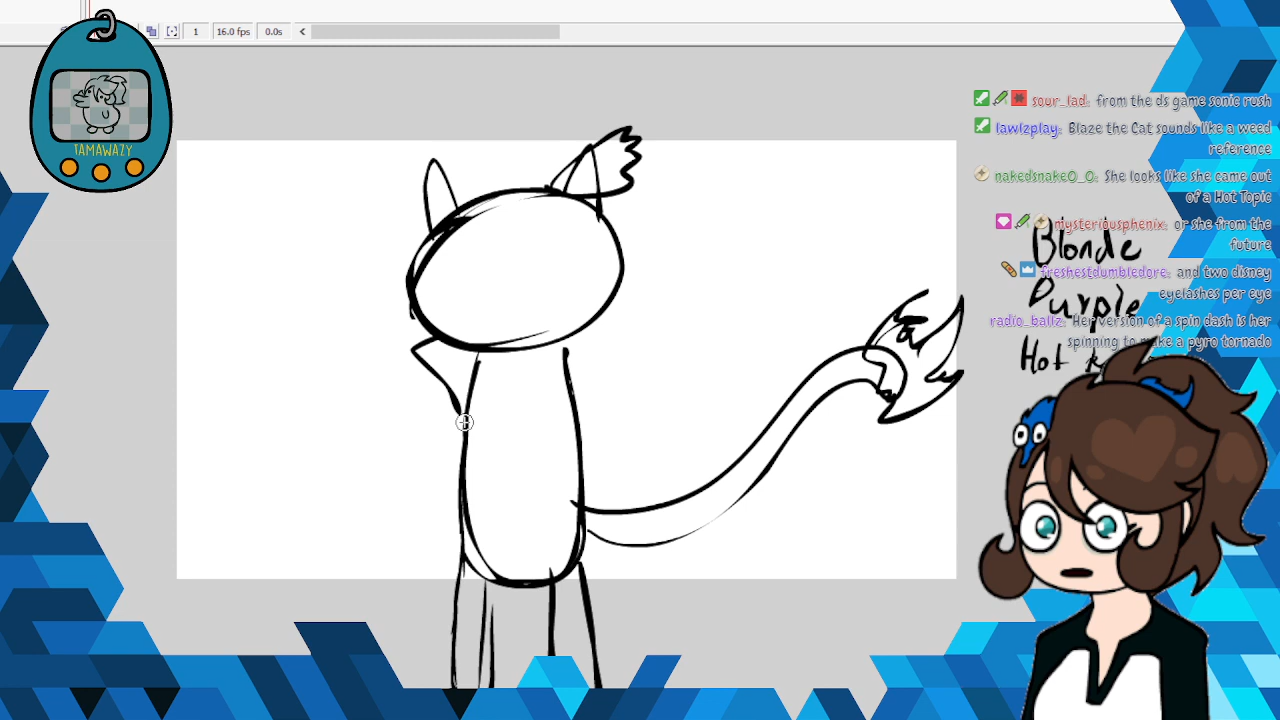 1 16.0 fps 0.0s
TAMAWAZY
sour_lad: from the ds game sonic rush
lawlzplay: Blaze the Cat sounds like a weed
reference
nakedsnake0_0: She looks like she came out
of a Hot Topic
mysteriousphenix: or she from the
future
Blonde
freshestdumbledore: and two disney
eyelashes per eye
Purple
radio_ballz: Her version of a spin dash is her
spinning to make a pyro tornado
Hot